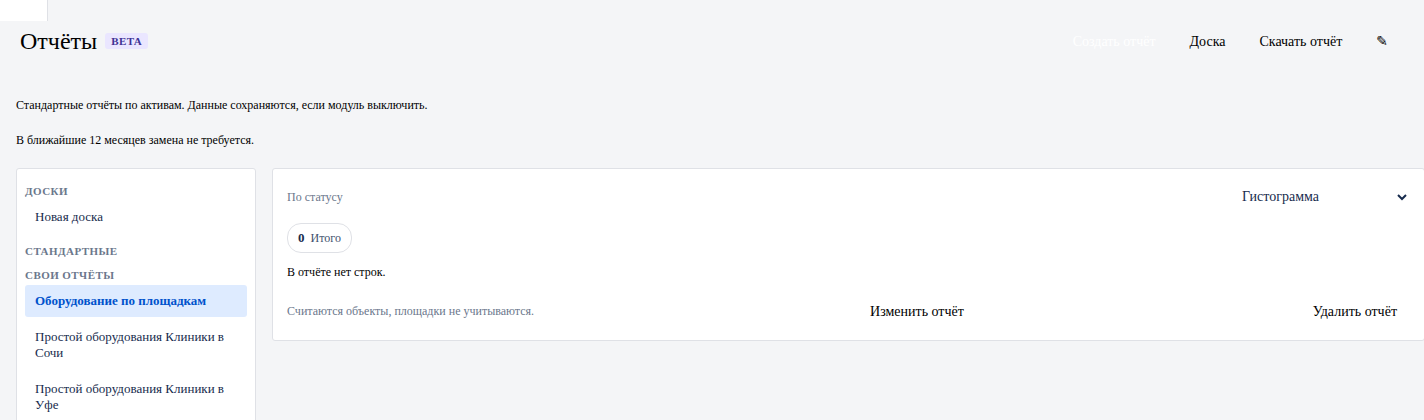 Отчёты BETA
Создать отчёт Доска Скачать отчёт ✎
Стандартные отчёты по активам. Данные сохраняются, если модуль выключить.
В ближайшие 12 месяцев замена не требуется.
ДОСКИ
Новая доска
СТАНДАРТНЫЕ
СВОИ ОТЧЁТЫ
Оборудование по площадкам
Простой оборудования Клиники в
Сочи
Простой оборудования Клиники в
Уфе
По статусу
Гистограмма
0 Итого
В отчёте нет строк.
Считаются объекты, площадки не учитываются.
Изменить отчёт
Удалить отчёт